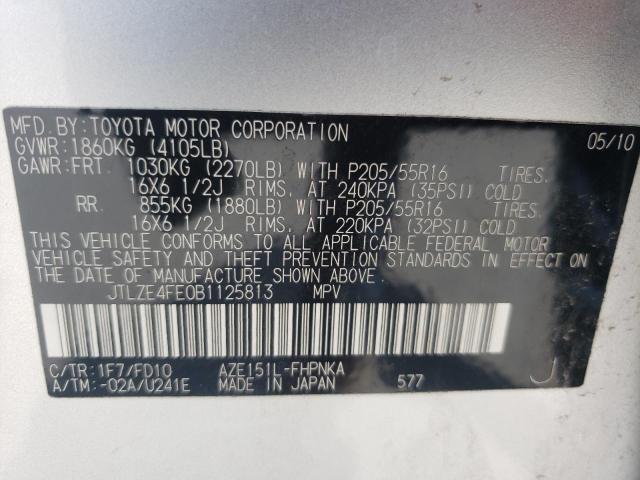 MFD. BY: TOYOTA MOTOR CORPORATION 05/10
GVWR: 1860KG (4105LB)
GAWR: FRT 1030KG (2270LB) WITH P205/55R16 TIRES.
16X6 1/2J RIMS. AT 240KPA (35PSI) COLD
RR 855KG (1880LB) WITH P205/55R16 TIRES.
16X6 1/2J RIMS. AT 220KPA (32PSI) COLD
THIS VEHICLE CONFORMS TO ALL APPLICABLE FEDERAL MOTOR
VEHICLE SAFETY AND THEFT PREVENTION STANDARDS IN EFFECT ON
THE DATE OF MANUFACTURE SHOWN ABOVE.
JTLZE4FE0B1125813 MPV
C/TR: 1F7/FD10 AZE151L-FHPNKA
A/TM: -02A/U241E MADE IN JAPAN 577 J